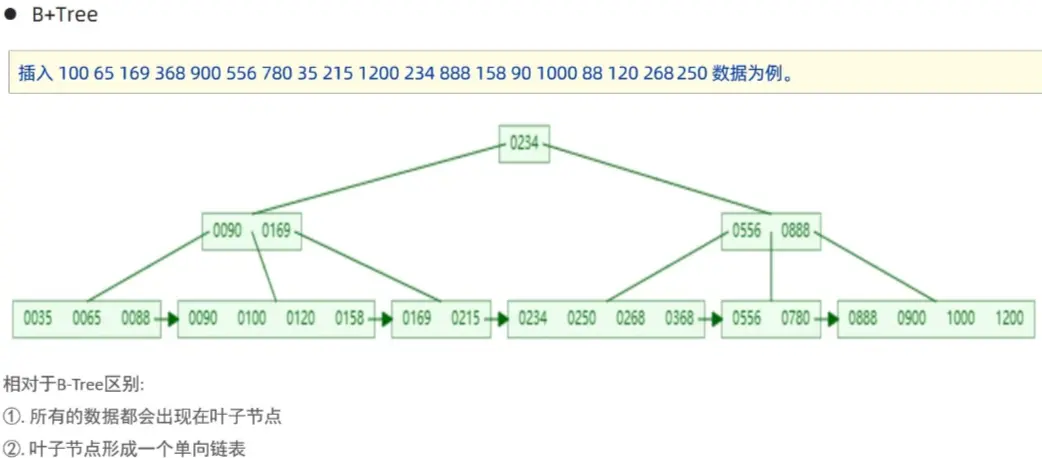 ● B+Tree
插入 100 65 169 368 900 556 780 35 215 1200 234 888 158 90 1000 88 120 268 250 数据为例。
0234
0090 0169 0556 0888
0035 0065 0088 0090 0100 0120 0158 0169 0215 0234 0250 0268 0368 0556 0780 0888 0900 1000 1200
相对于B-Tree区别:
①. 所有的数据都会出现在叶子节点
②. 叶子节点形成一个单向链表